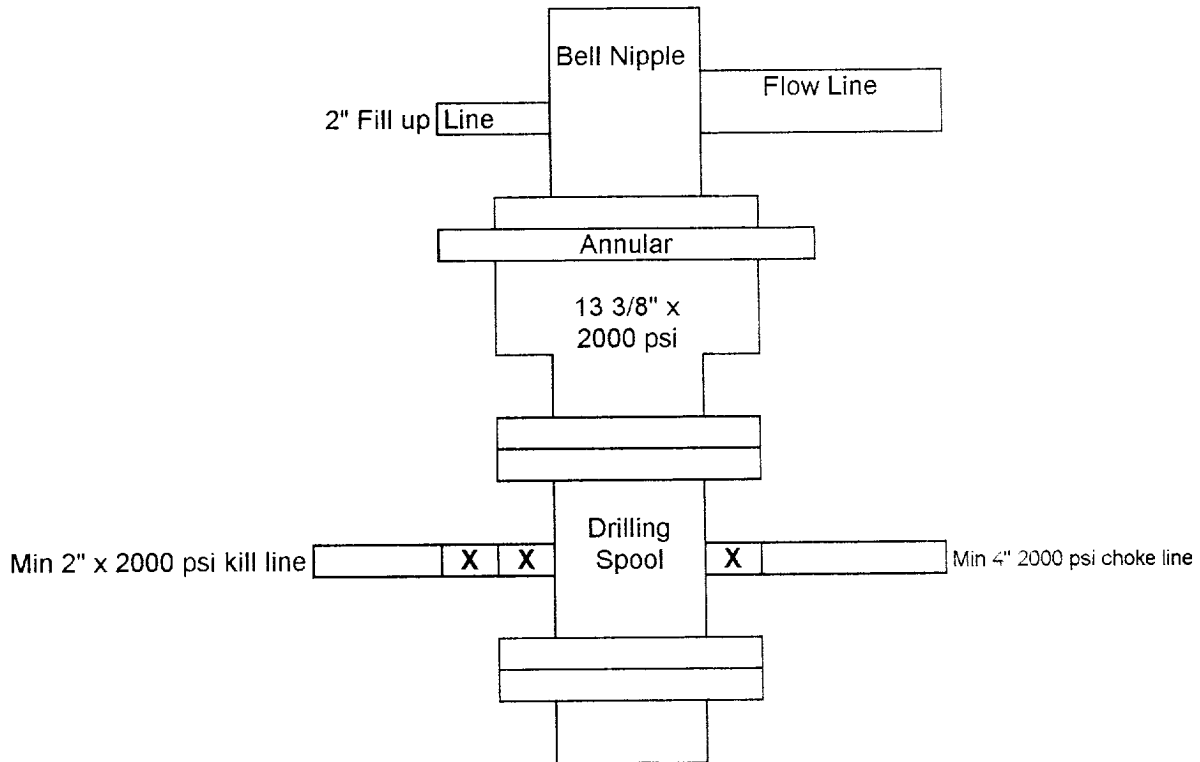 Bell Nipple
Flow Line
2" Fill up Line
Annular
13 3/8" x
2000 psi
Drilling
Spool
Min 2" x 2000 psi kill line
X X
X
Min 4" 2000 psi choke line